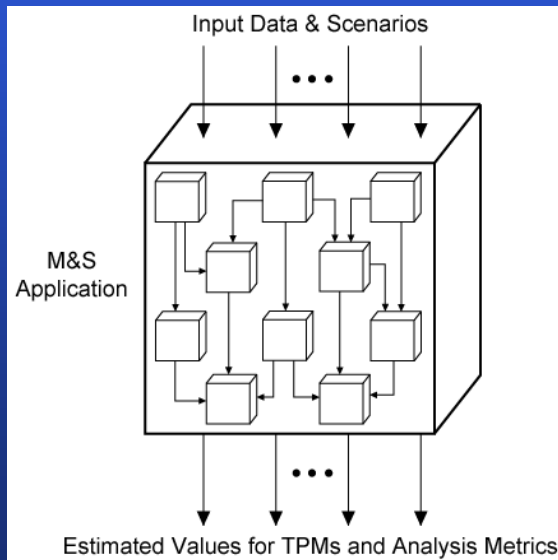 Input Data & Scenarios
M&S
Application
Estimated Values for TPMs and Analysis Metrics